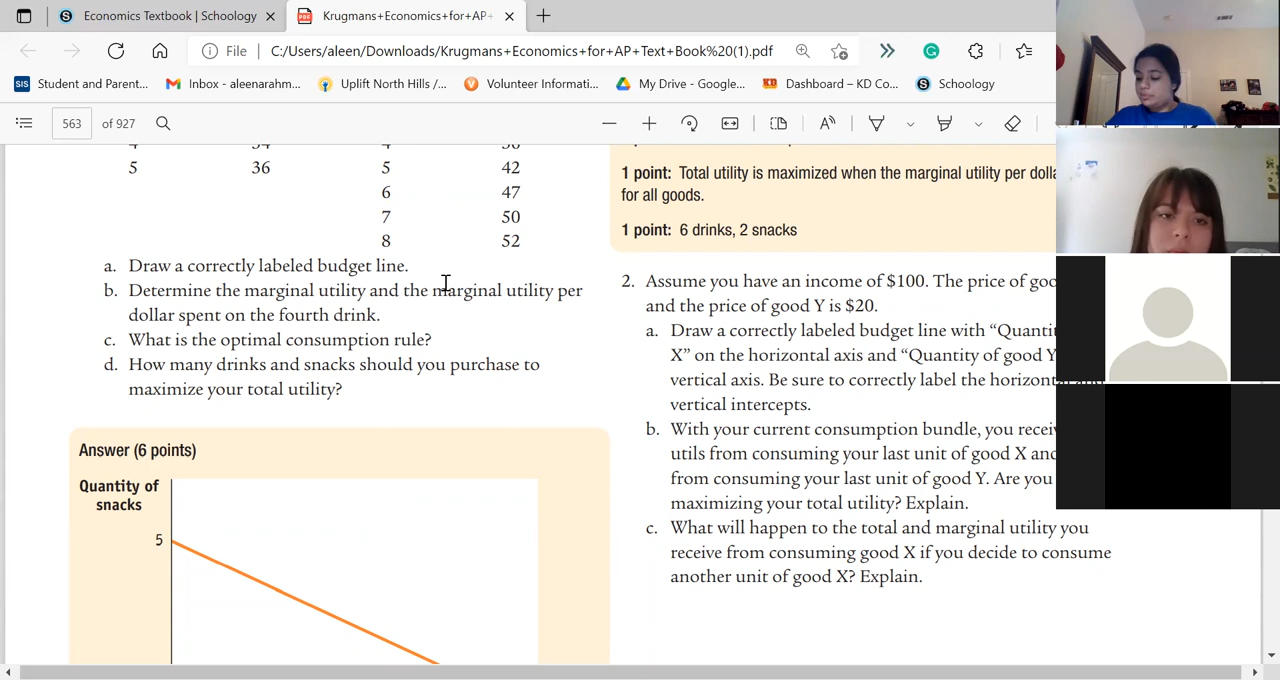 Economics Textbook | Schoology
Krugmans+Economics+for+AP+
File
C:/Users/aleen/Downloads/Krugmans+Economics+for+AP+Text+Book%20(1).pdf
SIS
Student and Parent...
Inbox - aleenarahm...
Uplift North Hills /...
Volunteer Informati...
My Drive - Google...
KD
Dashboard – KD Co...
Schoology
563
of 927
5 36 5 42
6 47
7 50
8 52
a. Draw a correctly labeled budget line.
b. Determine the marginal utility and the marginal utility per
dollar spent on the fourth drink.
c. What is the optimal consumption rule?
d. How many drinks and snacks should you purchase to
maximize your total utility?
Answer (6 points)
Quantity of
snacks
5
1 point: Total utility is maximized when the marginal utility per dolla
for all goods.
1 point: 6 drinks, 2 snacks
2. Assume you have an income of $100. The price of goo
and the price of good Y is $20.
a. Draw a correctly labeled budget line with “Quanti
X” on the horizontal axis and “Quantity of good Y
vertical axis. Be sure to correctly label the horizontal and
vertical intercepts.
b. With your current consumption bundle, you recei
utils from consuming your last unit of good X and
from consuming your last unit of good Y. Are you
maximizing your total utility? Explain.
c. What will happen to the total and marginal utility you
receive from consuming good X if you decide to consume
another unit of good X? Explain.